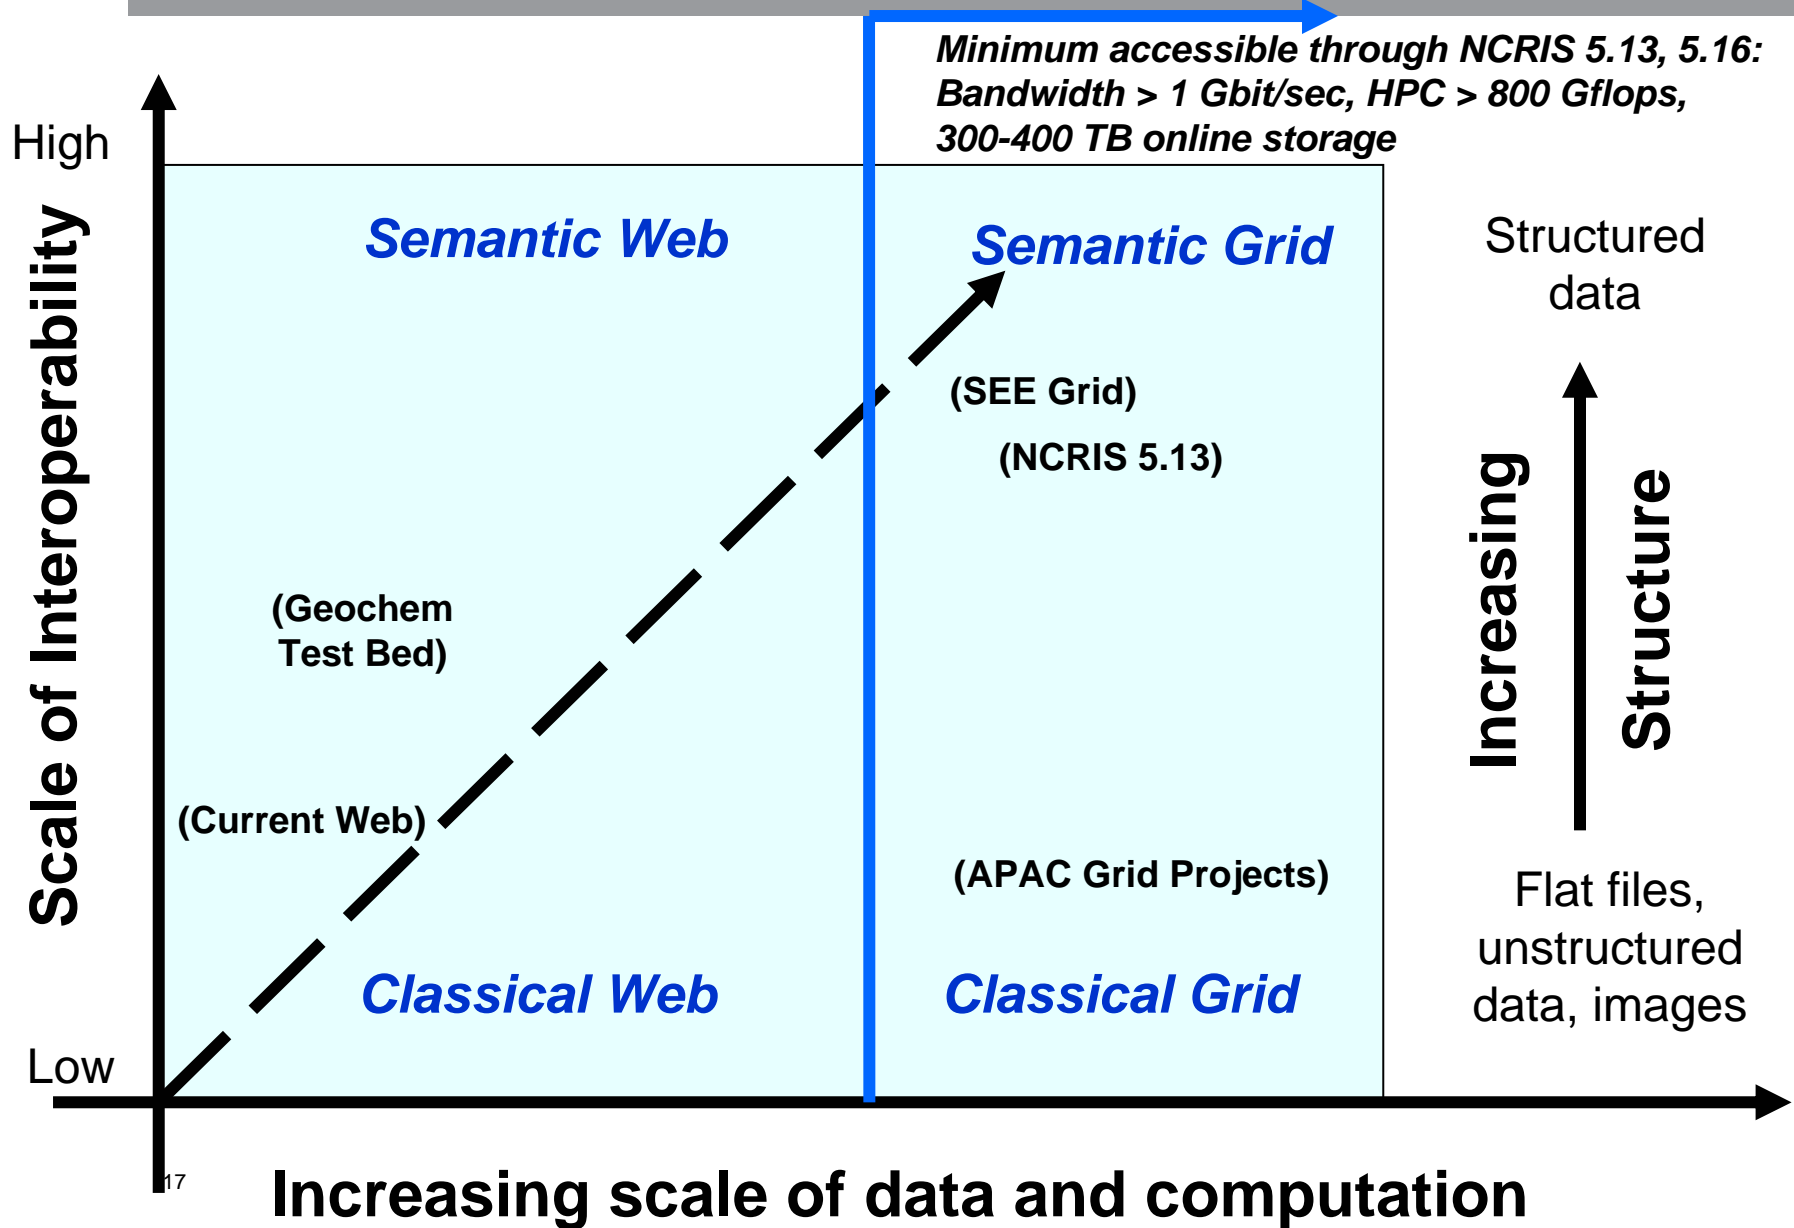 Minimum accessible through NCRIS 5.13, 5.16:
Bandwidth > 1 Gbit/sec, HPC > 800 Gflops,
300-400 TB online storage
High
Scale of Interoperability
Low
Semantic Web
Semantic Grid
(SEE Grid)
(NCRIS 5.13)
(Geochem
Test Bed)
(Current Web)
(APAC Grid Projects)
Classical Web
Classical Grid
Structured
data
Increasing
Structure
Flat files,
unstructured
data, images
17
Increasing scale of data and computation